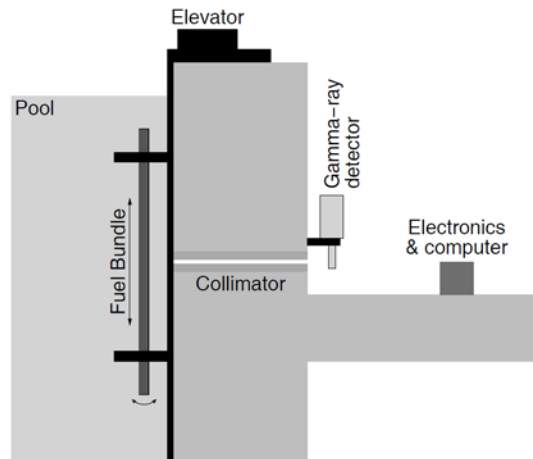 Elevator
Pool
Gamma-ray
detector
Fuel Bundle
Electronics
& computer
Collimator